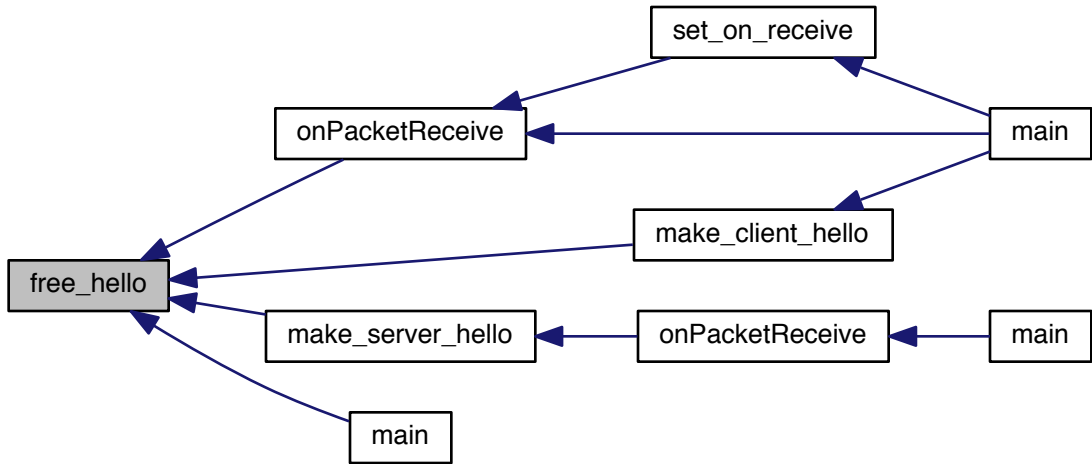 set_on_receive
onPacketReceive
main
make_client_hello
free_hello
make_server_hello
onPacketReceive
main
main